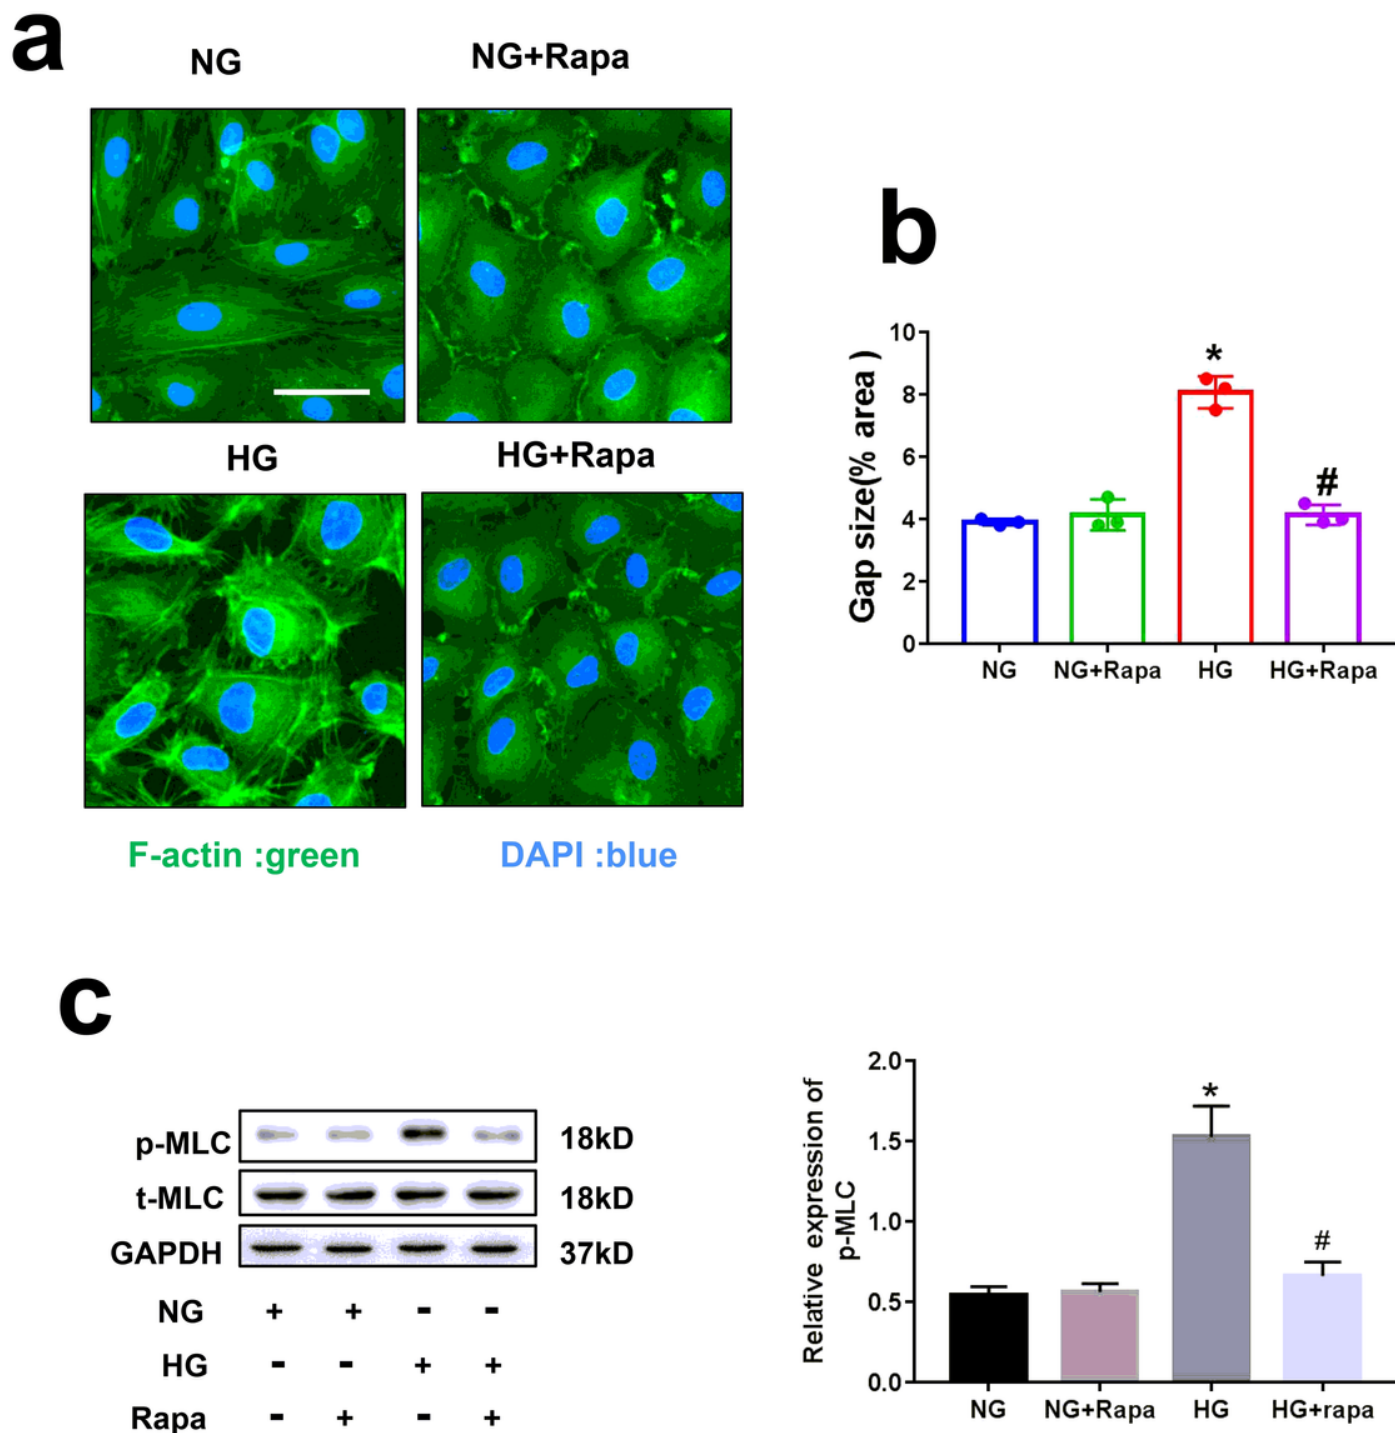 a
NG
NG+Rapa
HG
HG+Rapa
F-actin :green
DAPI :blue
b
Gap size(% area )
10
8
6
4
2
0
*
#
NG
NG+Rapa
HG
HG+Rapa
c
p-MLC
18kD
t-MLC
18kD
GAPDH
37kD
NG + + - -
HG - - + +
Rapa - + - +
Relative expression of
p-MLC
2.0
1.5
1.0
0.5
0.0
*
#
NG
NG+Rapa
HG
HG+rapa